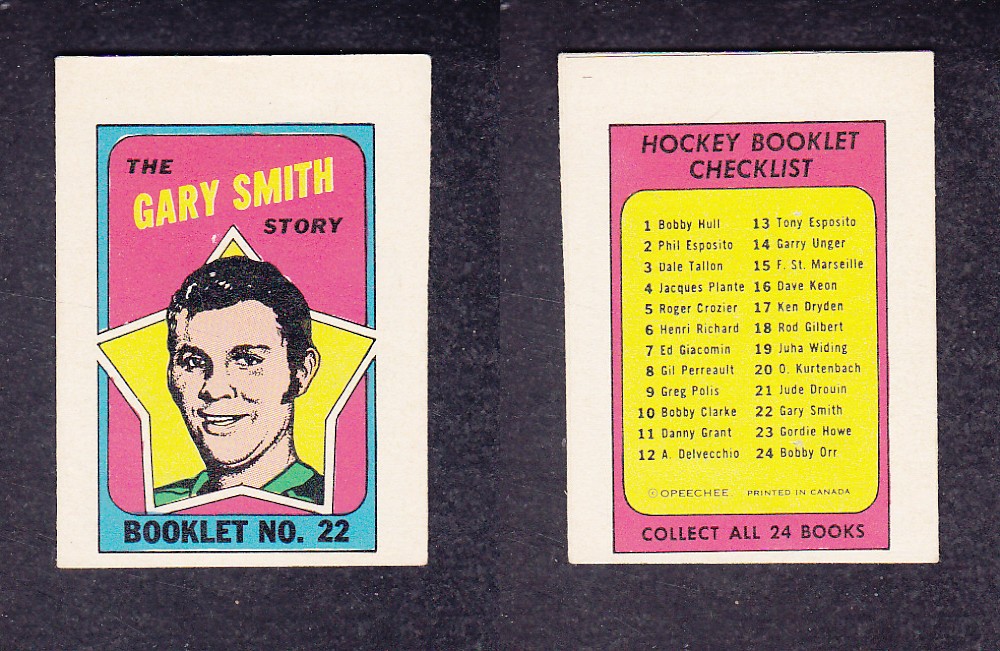 THE
GARY SMITH
STORY
BOOKLET NO. 22
HOCKEY BOOKLET
CHECKLIST
1 Bobby Hull
2 Phil Esposito
3 Dale Tallon
4 Jacques Plante
5 Roger Crozier
6 Henri Richard
7 Ed Giacomin
8 Gil Perreault
9 Greg Polis
10 Bobby Clarke
11 Danny Grant
12 A. Delvecchio
13 Tony Esposito
14 Garry Unger
15 F. St. Marseille
16 Dave Keon
17 Ken Dryden
18 Rod Gilbert
19 Juha Widing
20 O. Kurtenbach
21 Jude Drouin
22 Gary Smith
23 Gordie Howe
24 Bobby Orr
© OPEECHEE PRINTED IN CANADA
COLLECT ALL 24 BOOKS